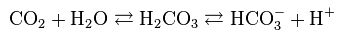 CO₂ + H₂O ⇄ H₂CO₃ ⇄ HCO₃⁻ + H⁺